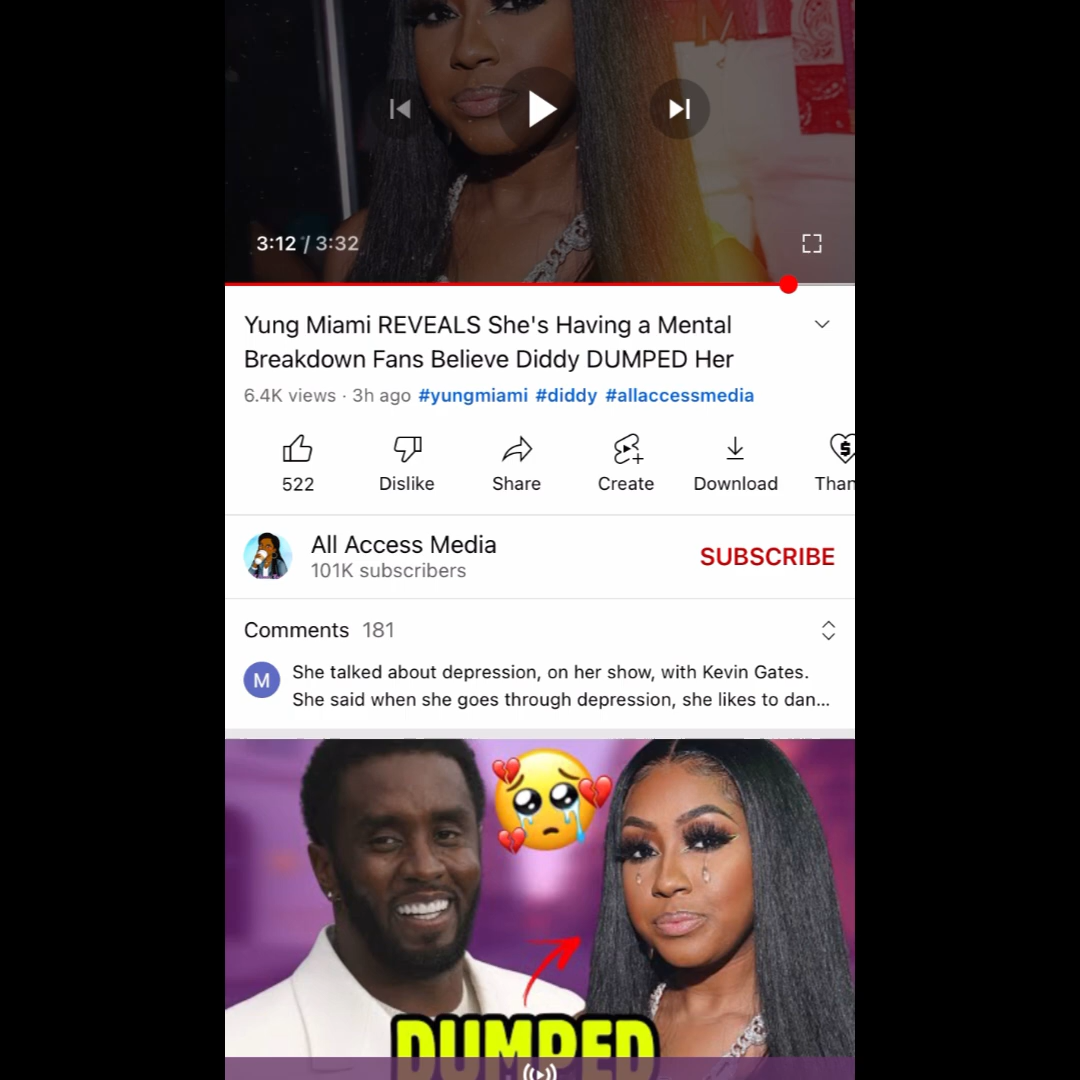 3:12 / 3:32
Yung Miami REVEALS She's Having a Mental
Breakdown Fans Believe Diddy DUMPED Her
6.4K views · 3h ago #yungmiami #diddy #allaccessmedia
522 Dislike Share Create Download Than
All Access Media
101K subscribers
SUBSCRIBE
Comments 181
M
She talked about depression, on her show, with Kevin Gates.
She said when she goes through depression, she likes to dan...
DUMPED